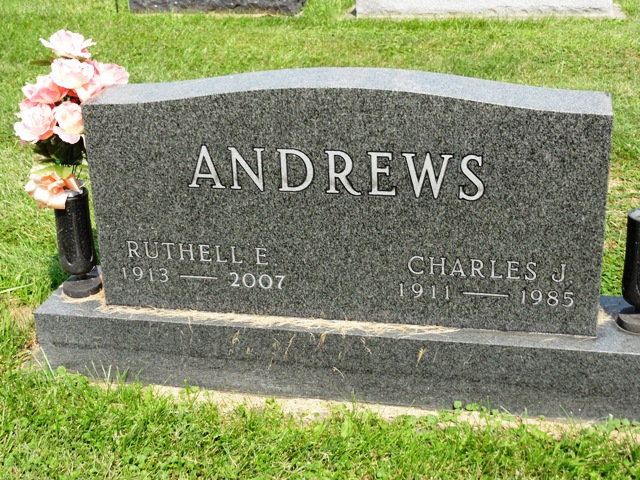 ANDREWS
RUTHELL E.
1913 — 2007
CHARLES J.
1911 — 1985